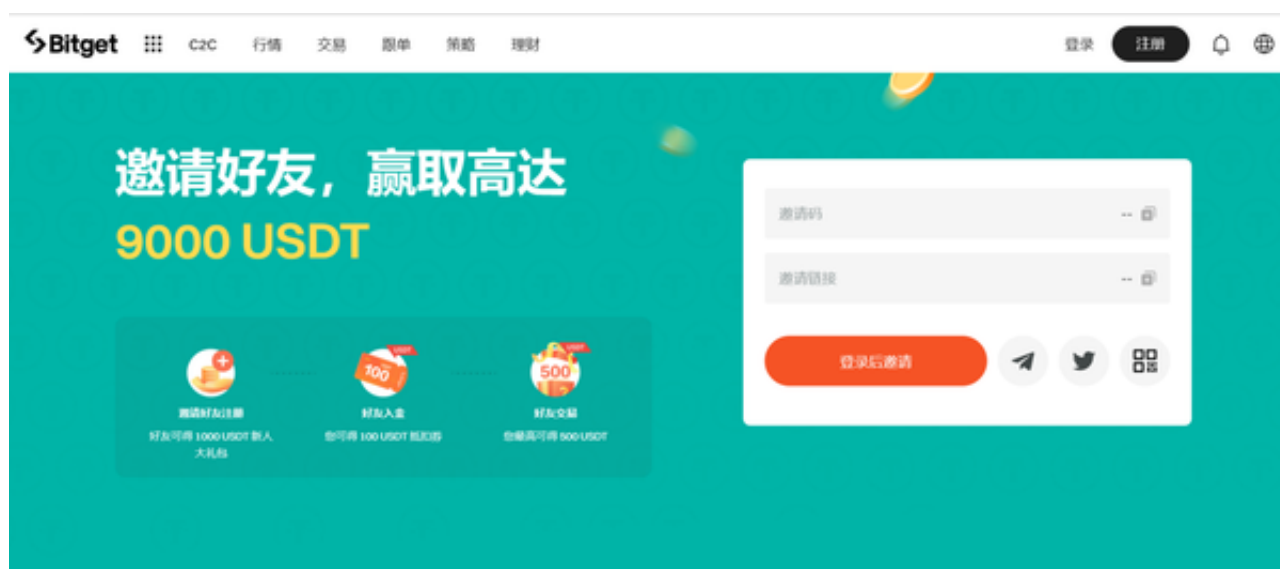 Bitget
C2C 行情 交易 跟单 策略 理财
登录 注册
邀请好友，赢取高达
9000 USDT
邀请码 --
邀请链接 --
登录后邀请
USDT
100
USDT
500
邀请好友注册
好友可得 1000 USDT 新人
大礼包
好友入金
你可得 100 USDT 抵扣券
好友交易
你最高可得 500 USDT